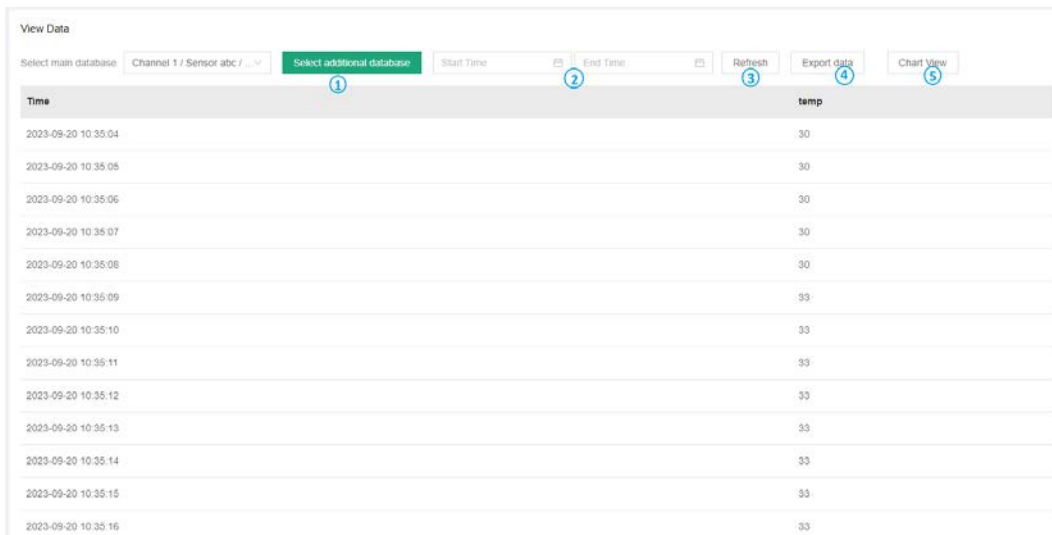 View Data
Select main database Channel 1 / Sensor abc / ... Select additional database Start Time End Time Refresh Export data Chart View
① ② ③ ④ ⑤
Time temp
2023-09-20 10:35:04 30
2023-09-20 10:35:05 30
2023-09-20 10:35:06 30
2023-09-20 10:35:07 30
2023-09-20 10:35:08 30
2023-09-20 10:35:09 33
2023-09-20 10:35:10 33
2023-09-20 10:35:11 33
2023-09-20 10:35:12 33
2023-09-20 10:35:13 33
2023-09-20 10:35:14 33
2023-09-20 10:35:15 33
2023-09-20 10:35:16 33